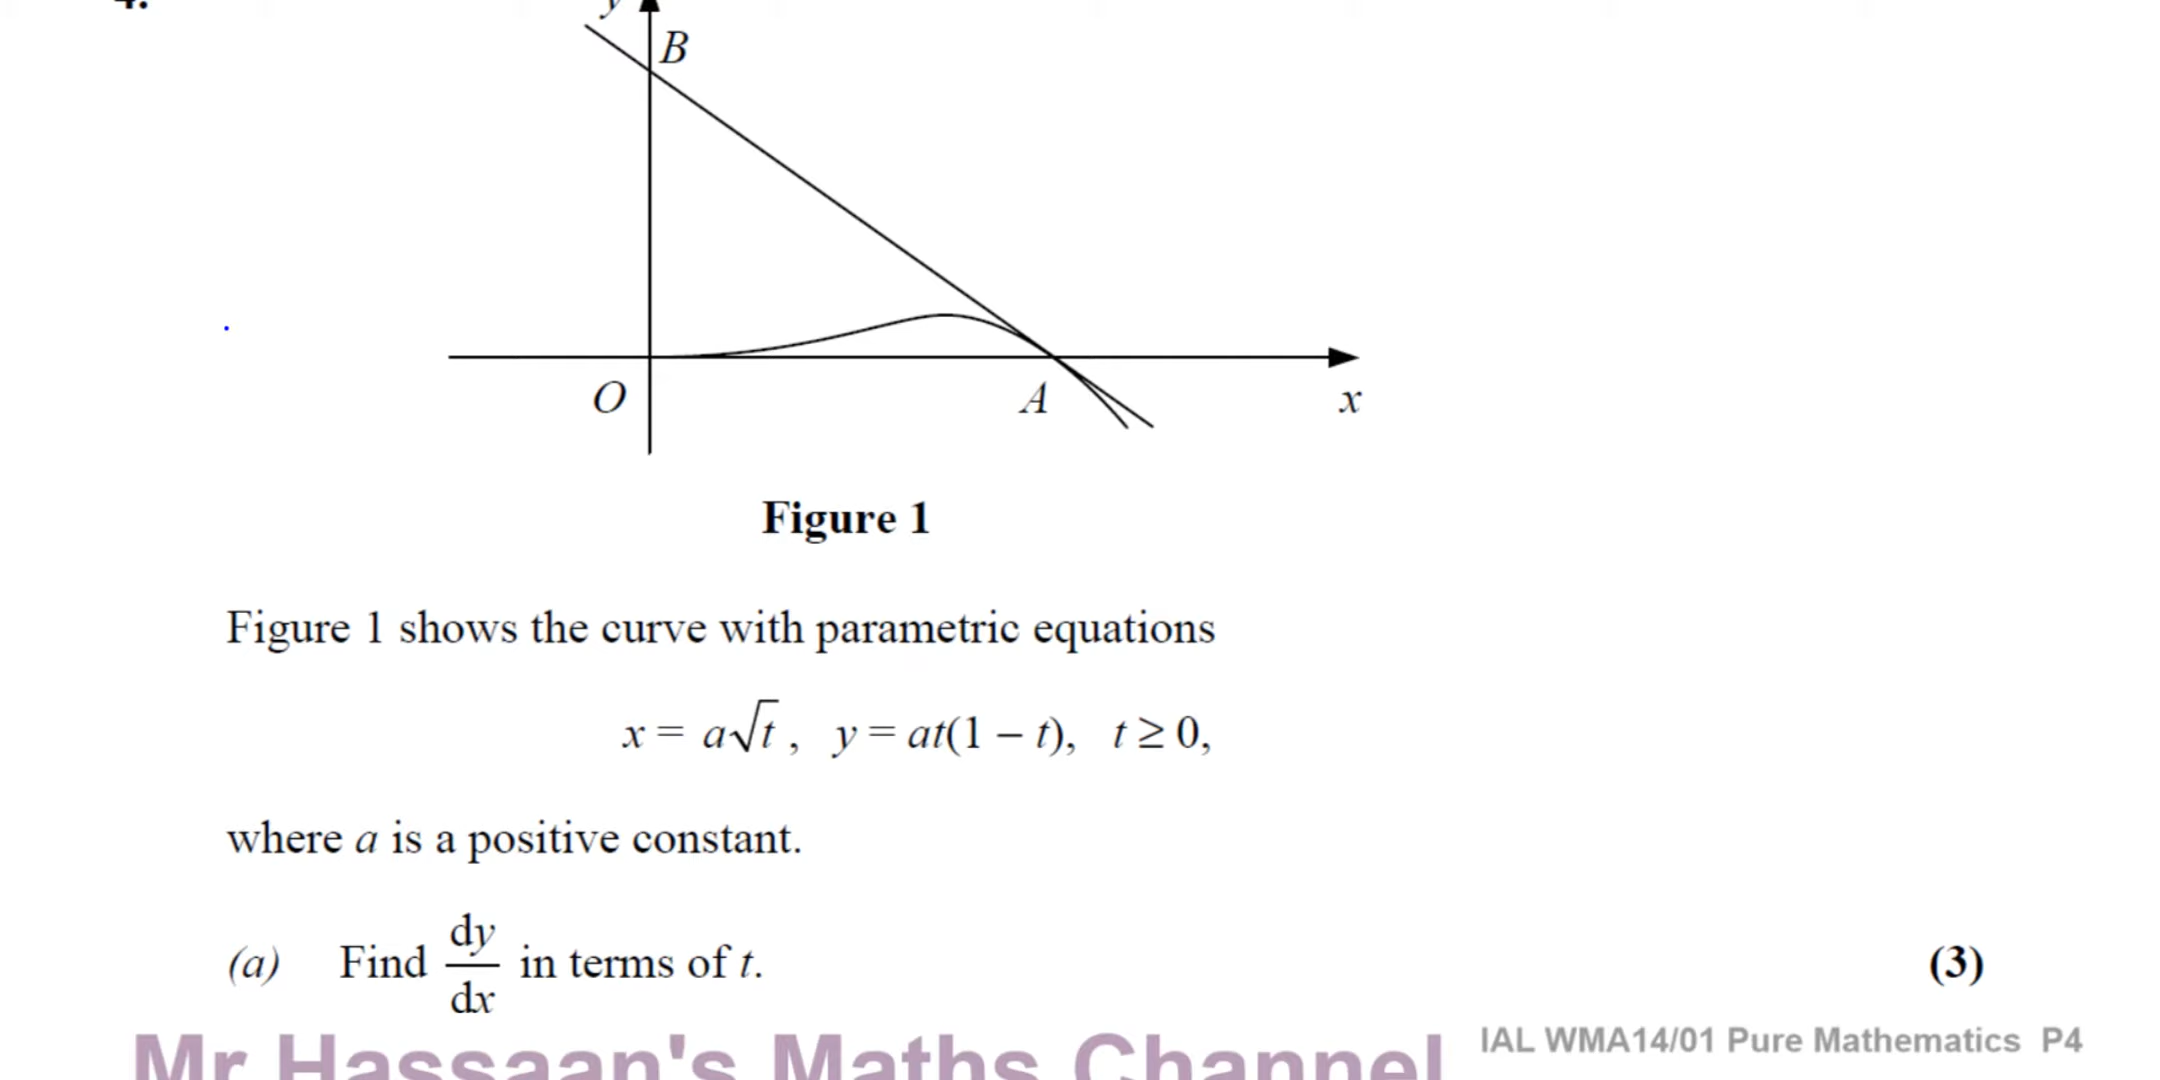 4.
y
B
O
A
x
Figure 1
Figure 1 shows the curve with parametric equations
x = a√t , y = at(1 – t), t ≥ 0,
where a is a positive constant.
(a) Find dy/dx in terms of t.
(3)
Mr Hassaan's Maths Channel
IAL WMA14/01 Pure Mathematics P4